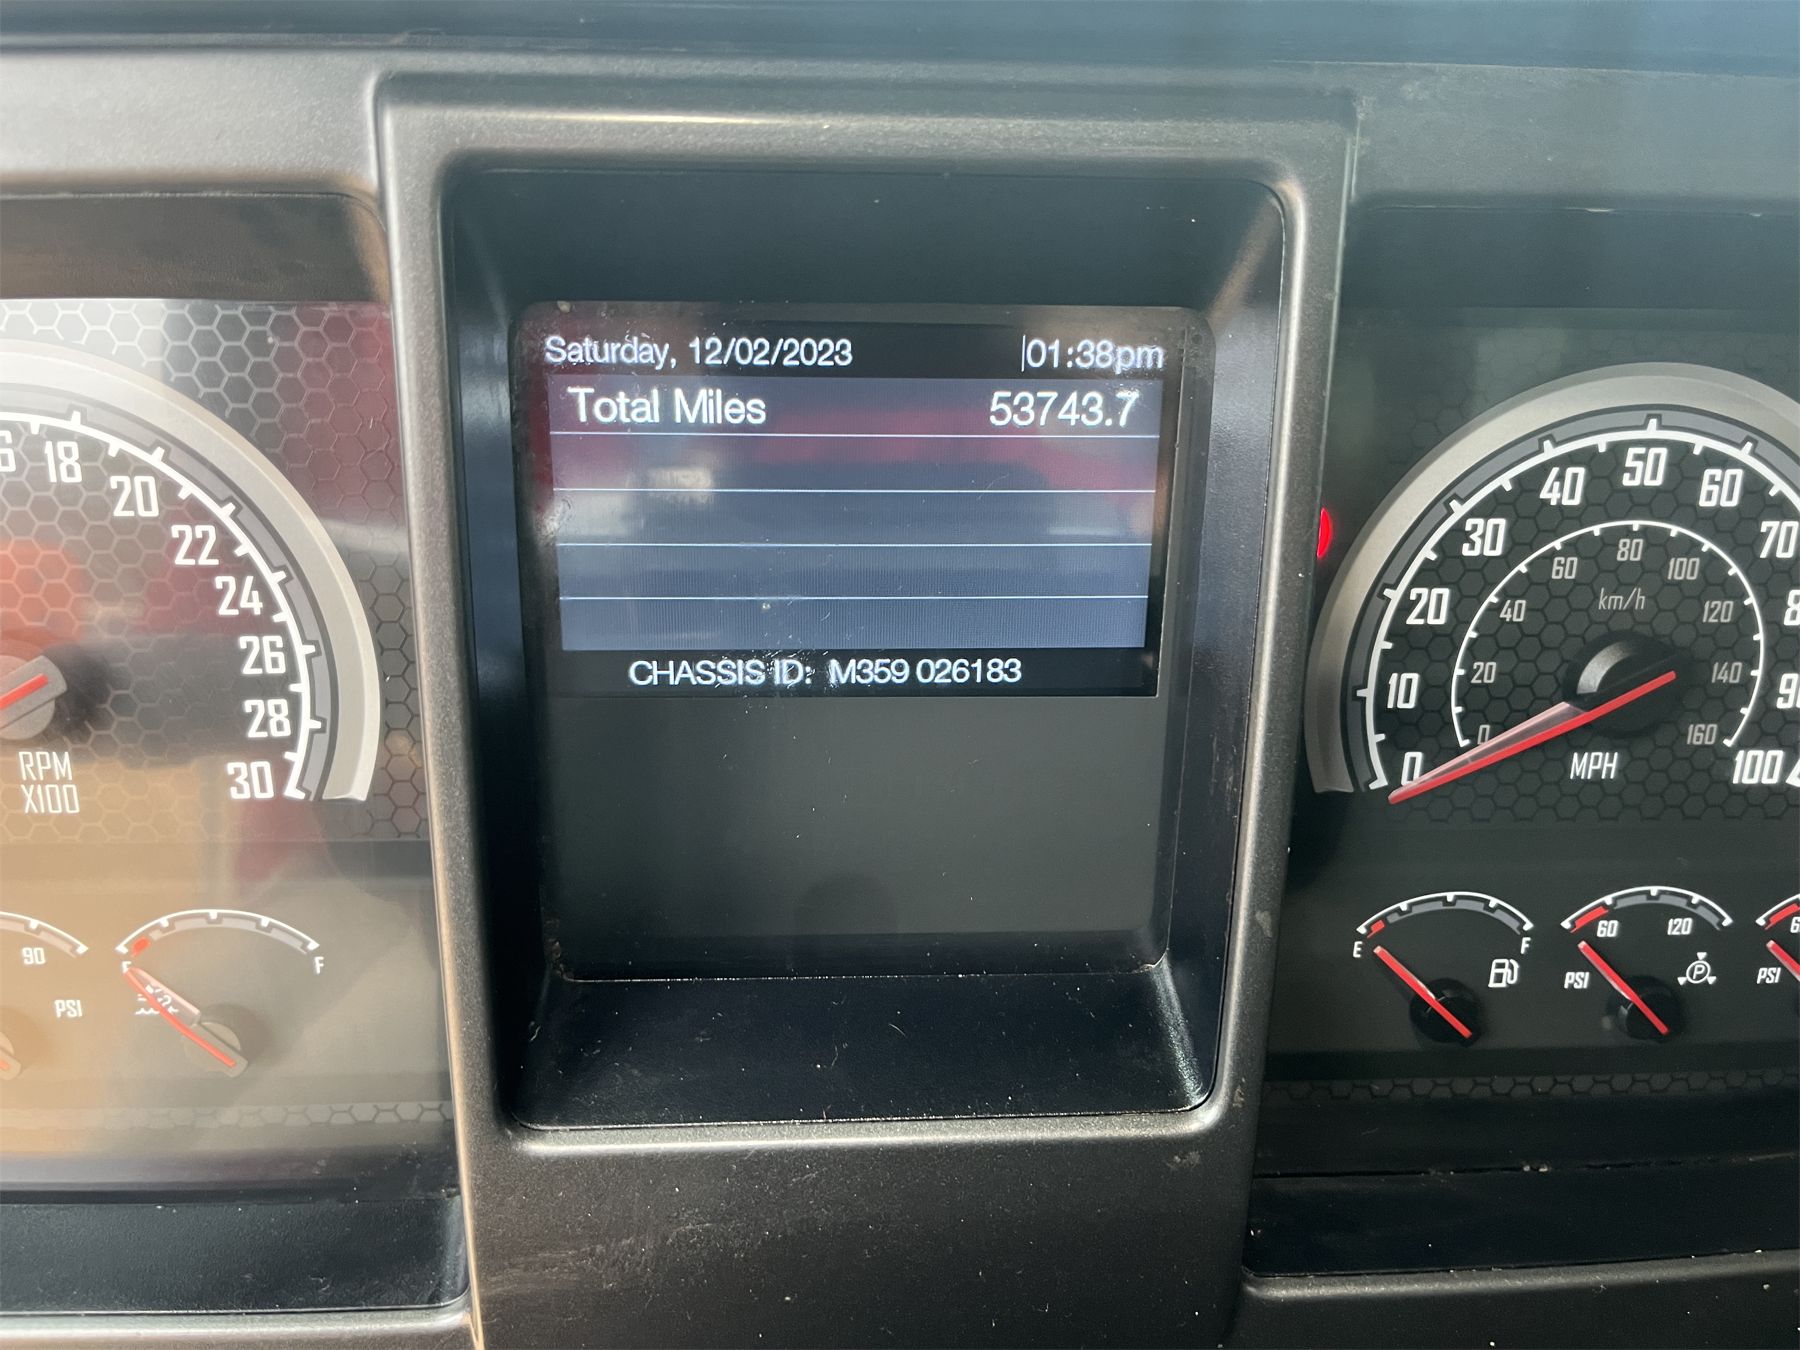 Saturday, 12/02/2023 01:38pm
Total Miles 53743.7
CHASSIS ID: M359 026183
18
20
22
24
26
28
30
RPM
X100
90
PSI
F
0
10
20
30
40
50
60
70
100
0
20
40
60
80
100
120
140
160
km/h
MPH
E
F
60
120
PSI
P
PSI